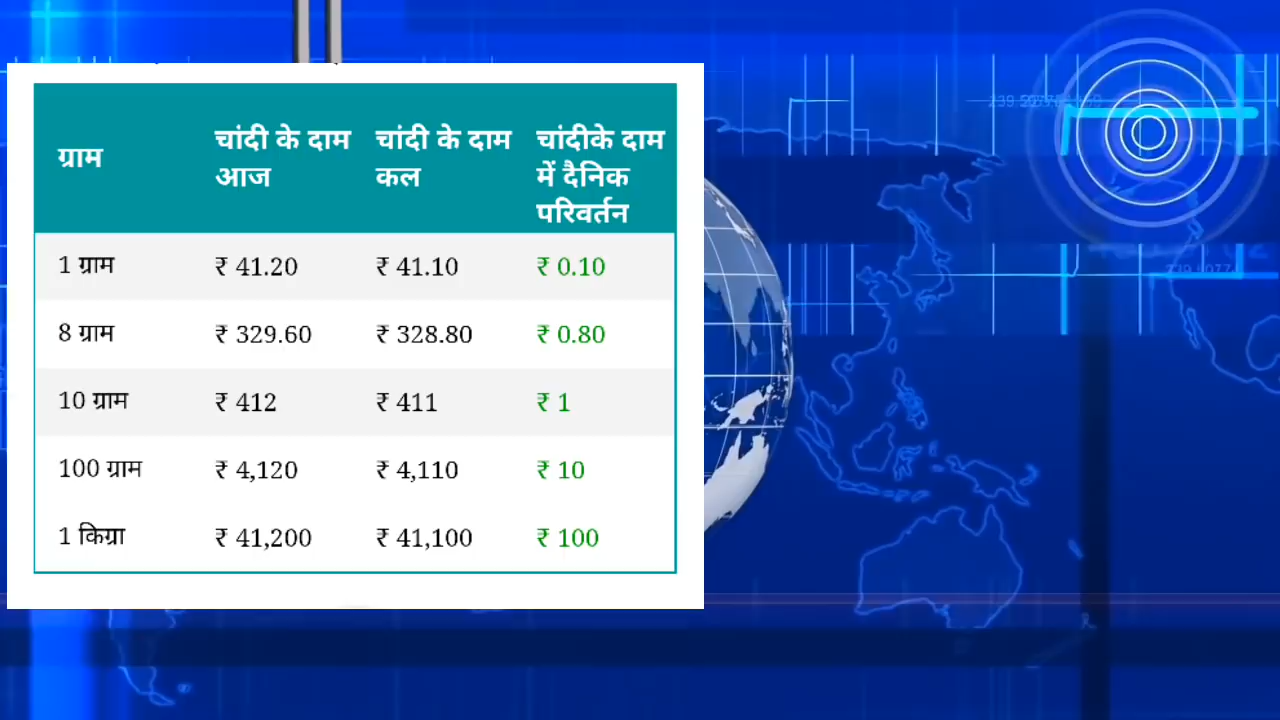 ग्राम चांदी के दाम आज चांदी के दाम कल चांदीके दाम में दैनिक परिवर्तन
1 ग्राम ₹ 41.20 ₹ 41.10 ₹ 0.10
8 ग्राम ₹ 329.60 ₹ 328.80 ₹ 0.80
10 ग्राम ₹ 412 ₹ 411 ₹ 1
100 ग्राम ₹ 4,120 ₹ 4,110 ₹ 10
1 किग्रा ₹ 41,200 ₹ 41,100 ₹ 100